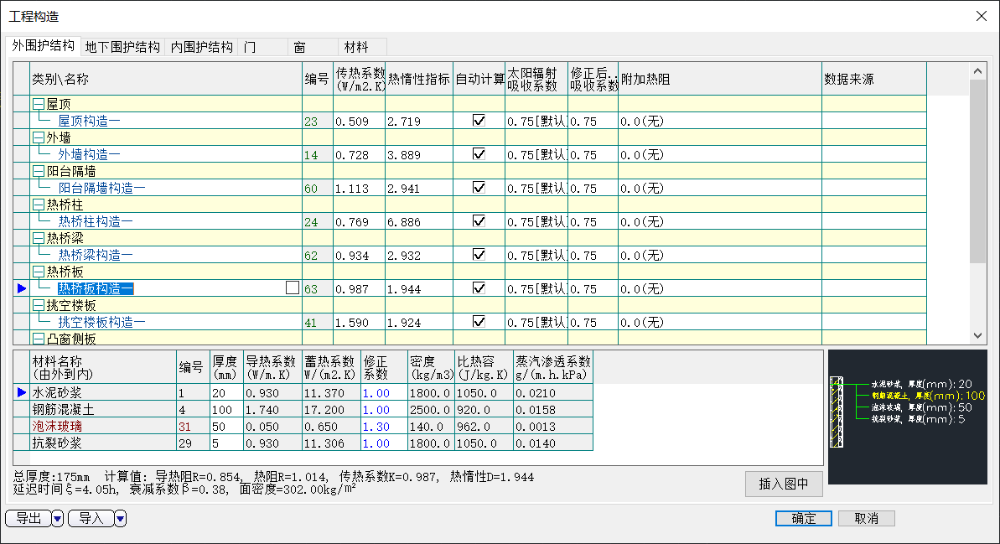 工程构造
外围护结构 地下围护结构 内围护结构 门 窗 材料
类别\名称 编号 传热系数 (W/m2.K) 热惰性指标 自动计算 太阳辐射 吸收系数 修正后.. 吸收系数 附加热阻 数据来源
屋顶
屋顶构造一 23 0.509 2.719 0.75[默认] 0.75 0.0(无)
外墙
外墙构造一 14 0.728 3.889 0.75[默认] 0.75 0.0(无)
阳台隔墙
阳台隔墙构造一 60 1.113 2.941 0.75[默认] 0.75 0.0(无)
热桥柱
热桥柱构造一 24 0.769 6.886 0.75[默认] 0.75 0.0(无)
热桥梁
热桥梁构造一 62 0.934 2.932 0.75[默认] 0.75 0.0(无)
热桥板
热桥板构造一 63 0.987 1.944 0.75[默认] 0.75 0.0(无)
挑空楼板
挑空楼板构造一 41 1.590 1.924 0.75[默认] 0.75 0.0(无)
凸窗侧板
材料名称 (由外到内) 编号 厚度 (mm) 导热系数 (W/m.K) 蓄热系数 W/(m2.K) 修正 系数 密度 (kg/m3) 比热容 (J/kg.K) 蒸汽渗透系数 g/(m.h.kPa)
水泥砂浆 1 20 0.930 11.370 1.00 1800.0 1050.0 0.0210
钢筋混凝土 4 100 1.740 17.200 1.00 2500.0 920.0 0.0158
泡沫玻璃 31 50 0.050 0.650 1.30 140.0 962.0 0.0013
抗裂砂浆 29 5 0.930 11.306 1.00 1800.0 1050.0 0.0140
水泥砂浆, 厚度(mm): 20
钢筋混凝土, 厚度(mm): 100
泡沫玻璃, 厚度(mm): 50
抗裂砂浆, 厚度(mm): 5
总厚度:175mm 计算值: 导热阻R=0.854, 热阻R=1.014, 传热系数K=0.987, 热惰性D=1.944
延迟时间ξ=4.05h, 衰减系数β=0.38, 面密度=302.00kg/㎡
插入图中
导出 导入 确定 取消